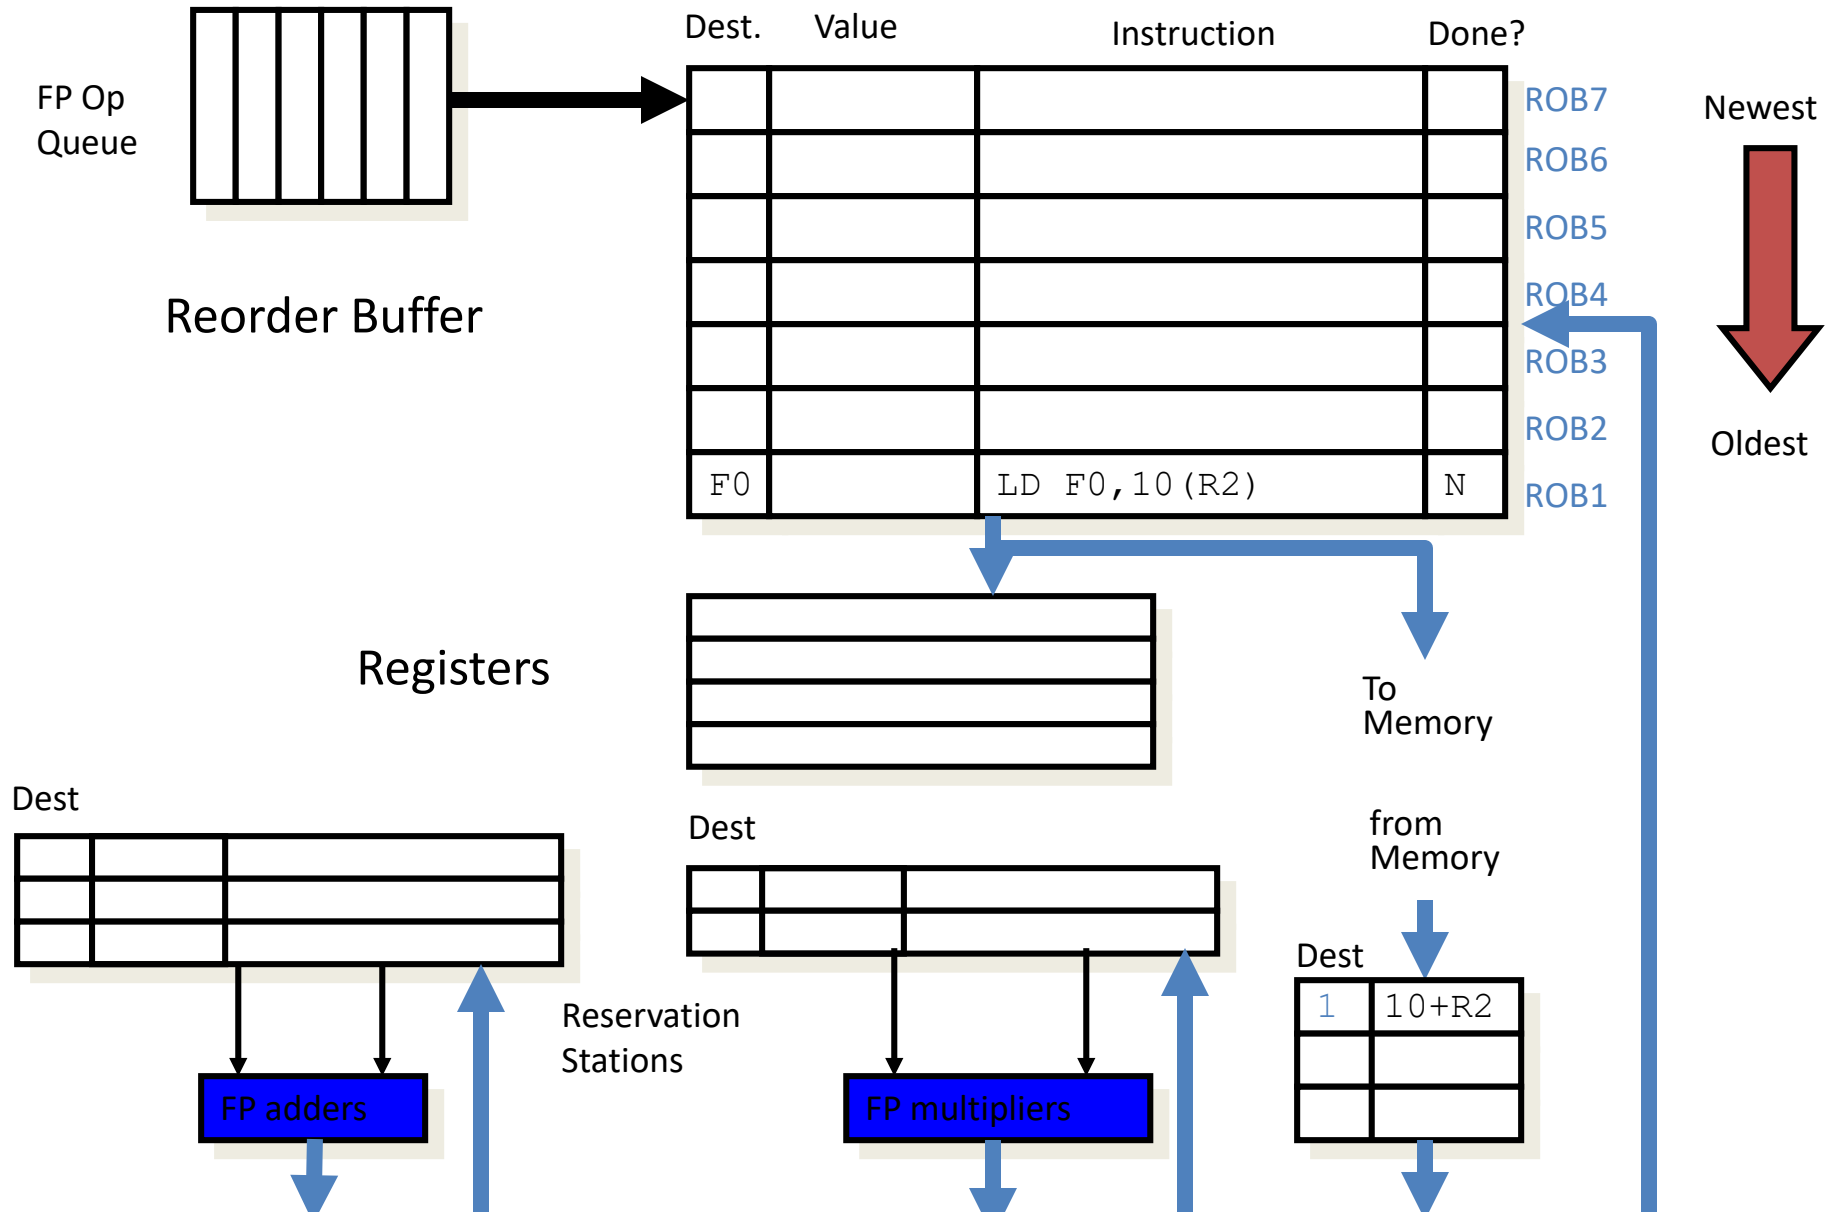 Dest. Value Instruction Done?
FP Op
Queue
ROB7
Newest
ROB6
ROB5
Reorder Buffer
ROB4
ROB3
ROB2
Oldest
F0 LD F0,10(R2) N ROB1
Registers
To
Memory
Dest
Dest
from
Memory
Dest
1 10+R2
Reservation
Stations
FP adders
FP multipliers